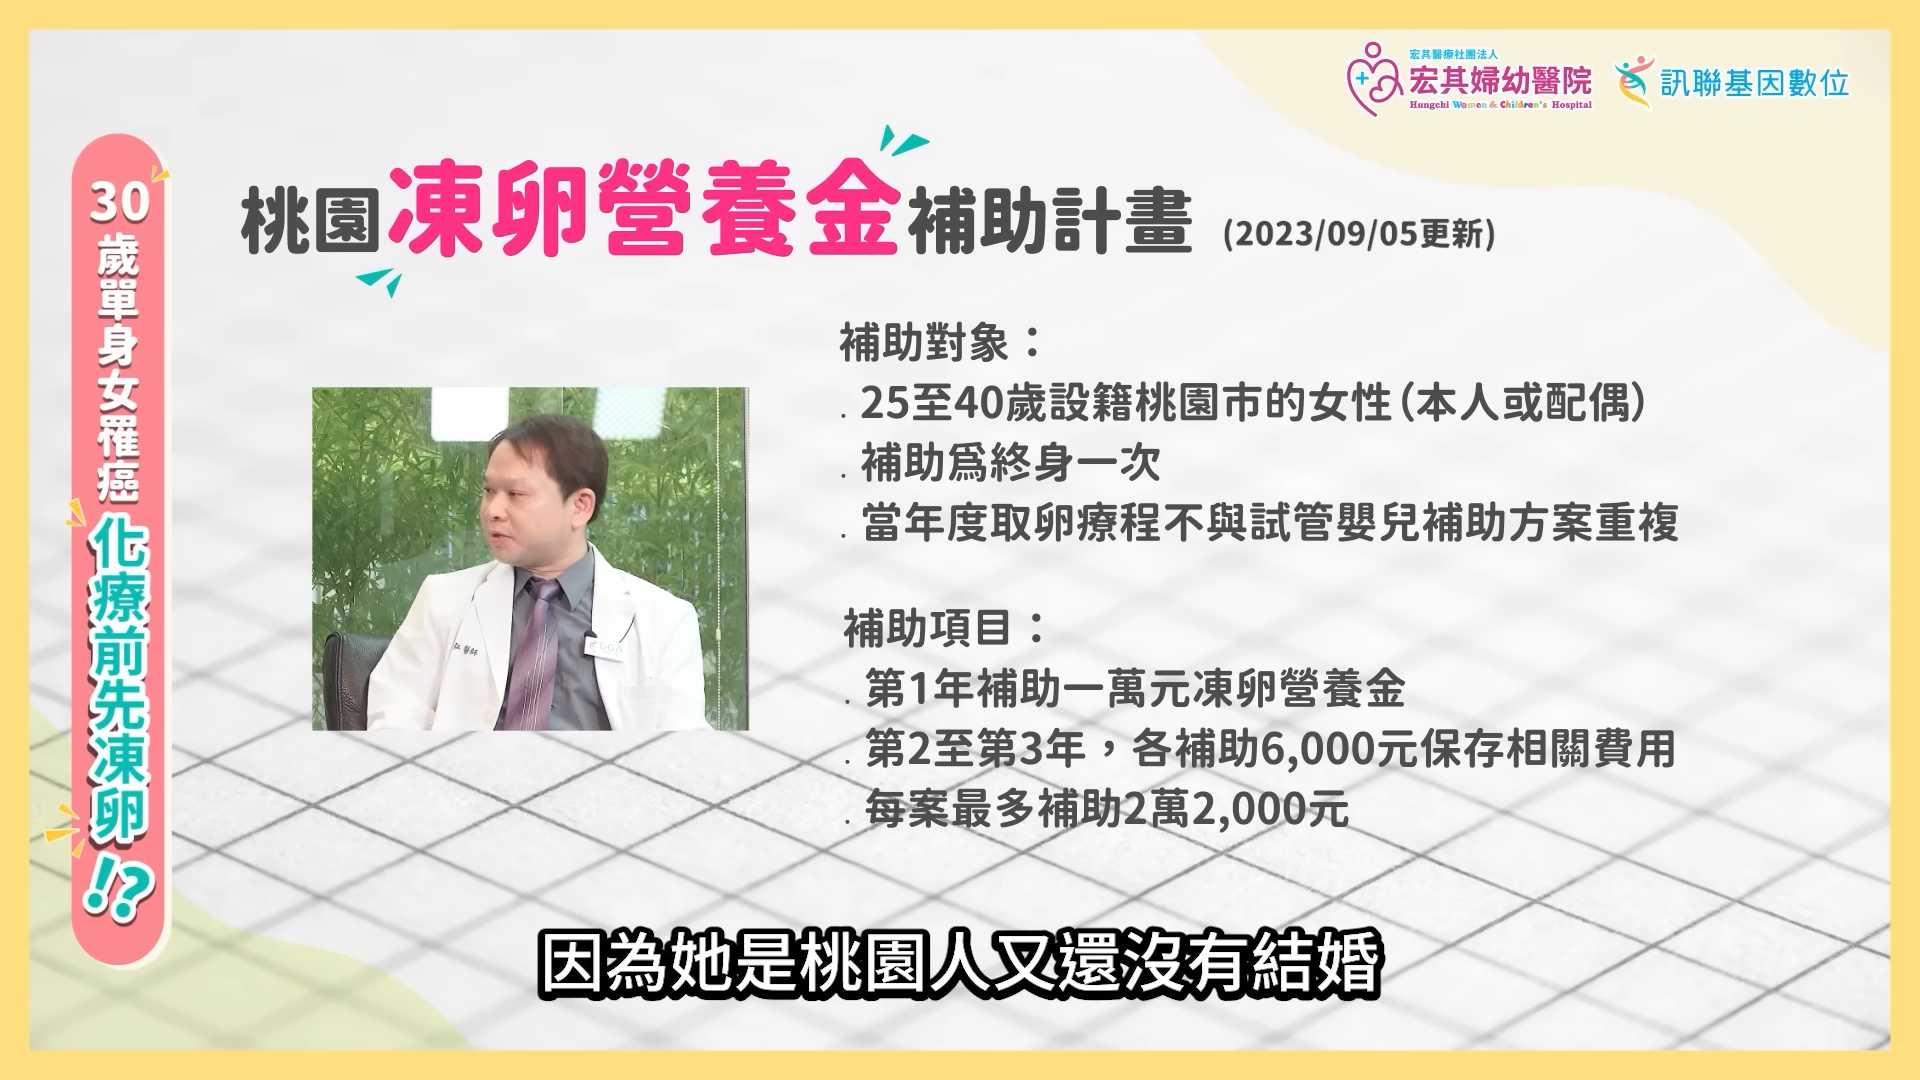 宏其醫療社團法人
宏其婦幼醫院
Hungchi Women & Children's Hospital
訊聯基因數位
30歲單身女罹癌
化療前先凍卵!?
桃園凍卵營養金補助計畫 (2023/09/05更新)
補助對象：
. 25至40歲設籍桃園市的女性(本人或配偶)
. 補助為終身一次
. 當年度取卵療程不與試管嬰兒補助方案重複
補助項目：
. 第1年補助一萬元凍卵營養金
. 第2至第3年，各補助6,000元保存相關費用
. 每案最多補助2萬2,000元
醫師
GGA
因為她是桃園人又還沒有結婚